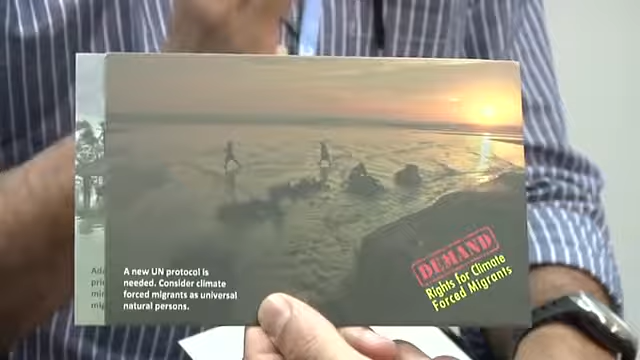 A new UN protocol is
needed. Consider climate
forced migrants as universal
natural persons.
DEMAND
Rights for Climate
Forced Migrants